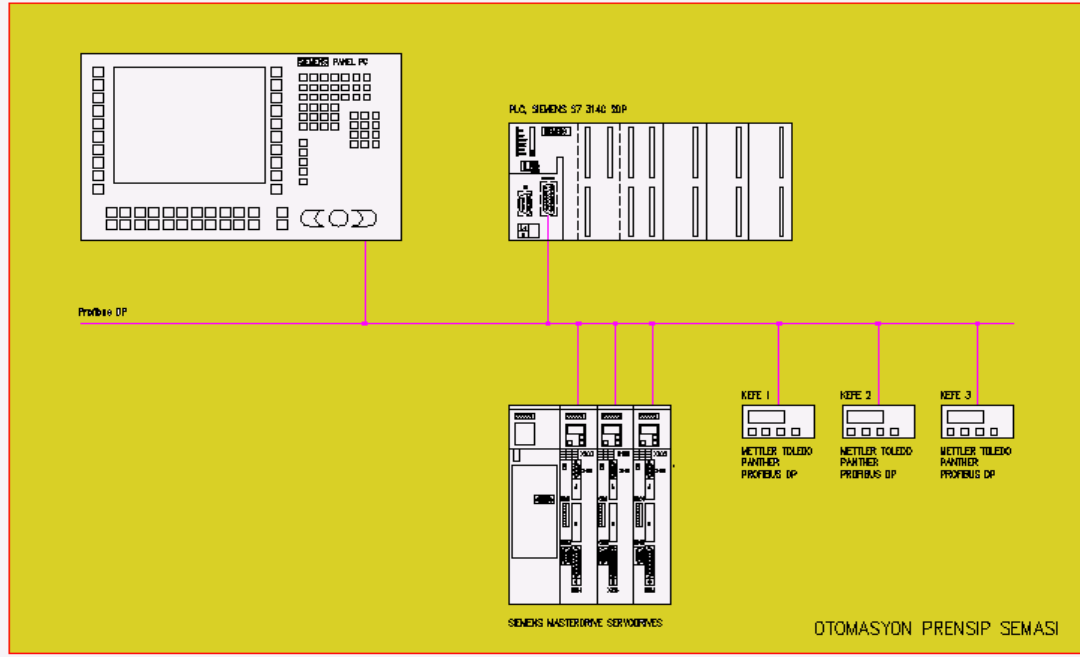 SIEMENS PANEL PC
PLC, SIEMENS S7 314C 2DP
SIEMENS
Profibus DP
KEFE 1
KEFE 2
KEFE 3
METTLER TOLEDO
PANTHER
PROFIBUS DP
METTLER TOLEDO
PANTHER
PROFIBUS DP
METTLER TOLEDO
PANTHER
PROFIBUS DP
SIEMENS MASTERDRIVE SERVODRIVES
OTOMASYON PRENSIP SEMASI